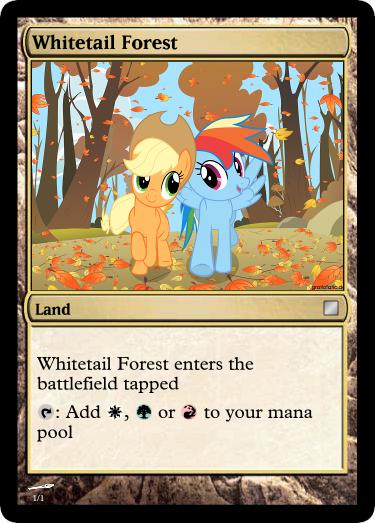 Whitetail Forest
Land
Whitetail Forest enters the
battlefield tapped
: Add , or to your mana
pool
1/1